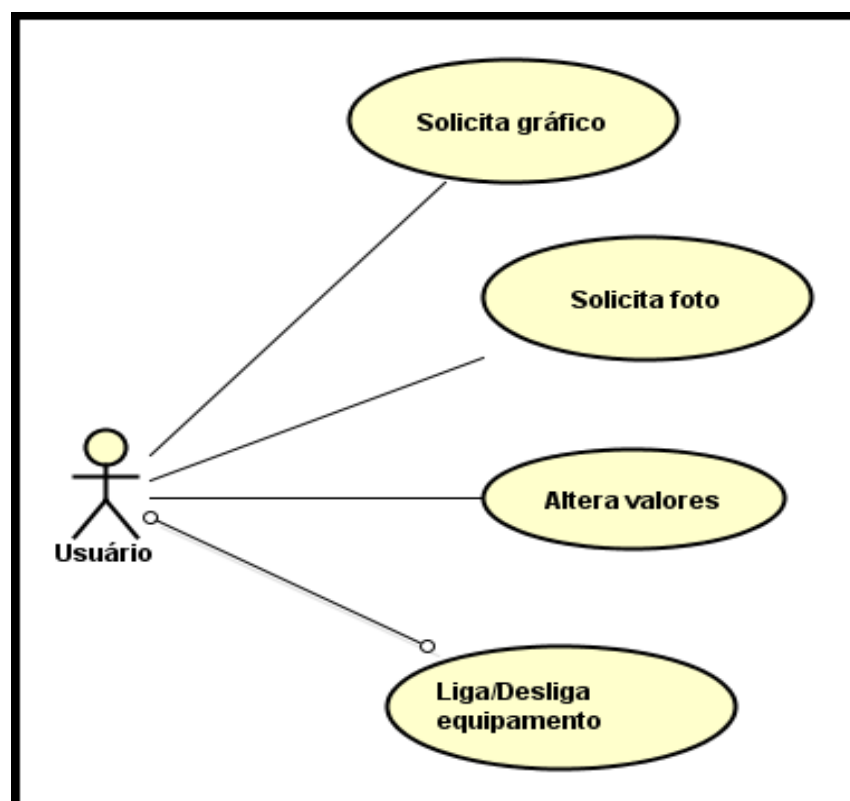 Solicita gráfico
Solicita foto
Altera valores
Usuário
Liga/Desliga
equipamento